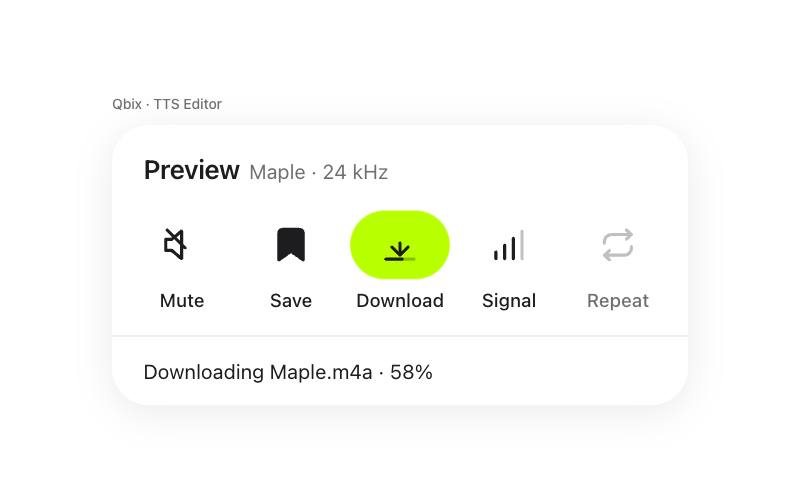 Qbix · TTS Editor
Preview Maple · 24 kHz
Mute Save Download Signal Repeat
Downloading Maple.m4a · 58%